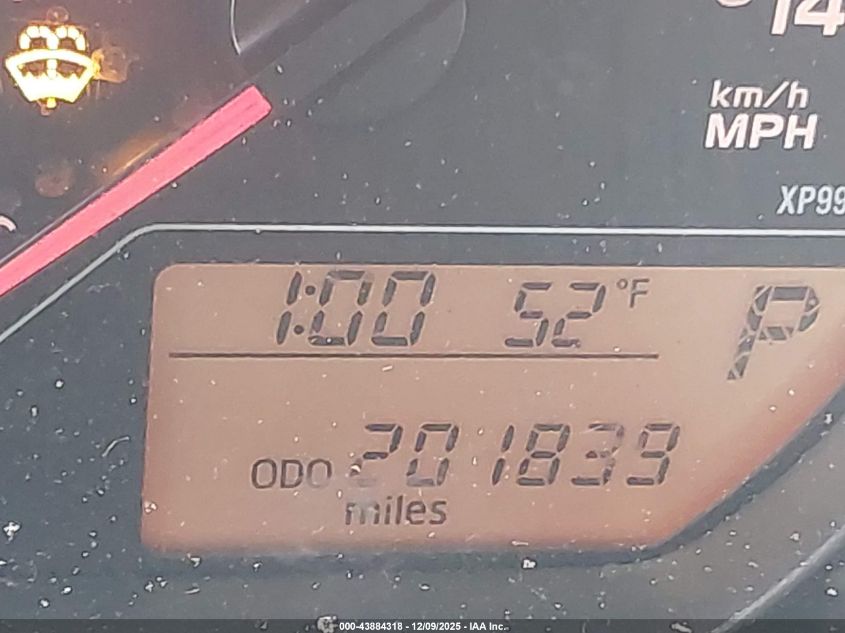 14
km/h
MPH
XP99
1:00 52 °F P
ODO 201839
miles
000-43884318 - 12/09/2025 - IAA Inc.